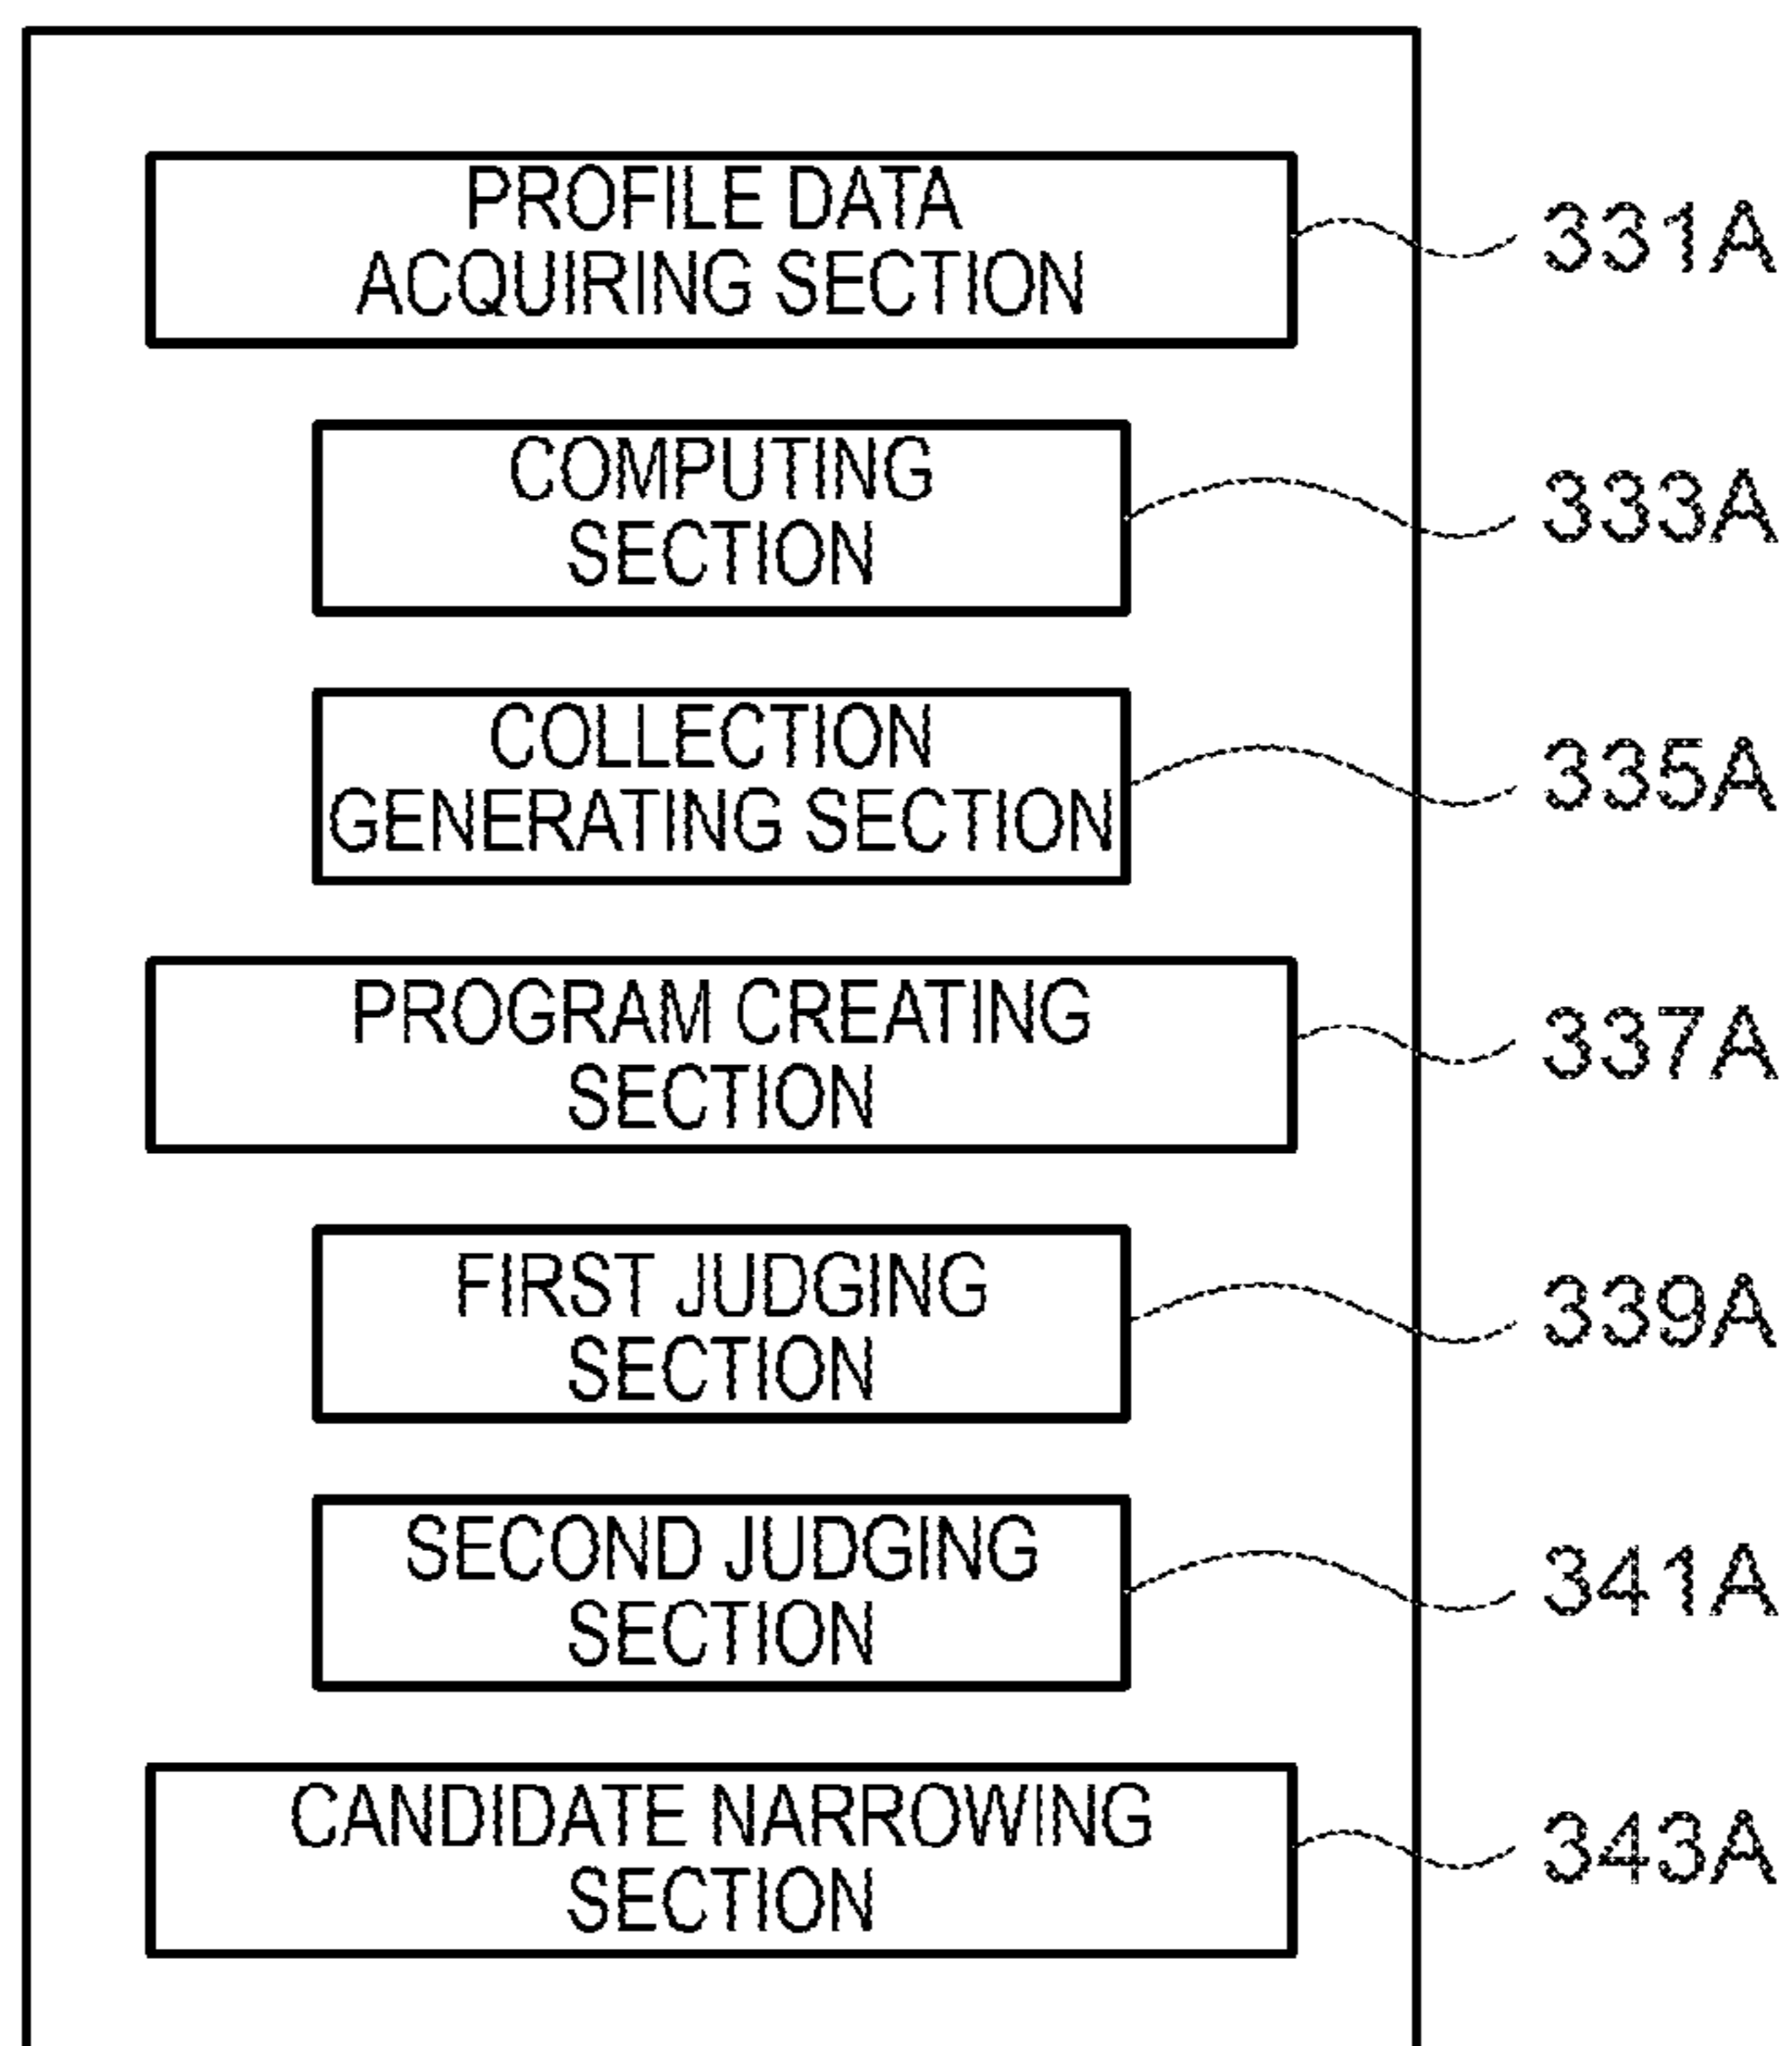 PROFILE DATA
ACQUIRING SECTION
331A
COMPUTING
SECTION
333A
COLLECTION
GENERATING SECTION
335A
PROGRAM CREATING
SECTION
337A
FIRST JUDGING
SECTION
339A
SECOND JUDGING
SECTION
341A
CANDIDATE NARROWING
SECTION
343A